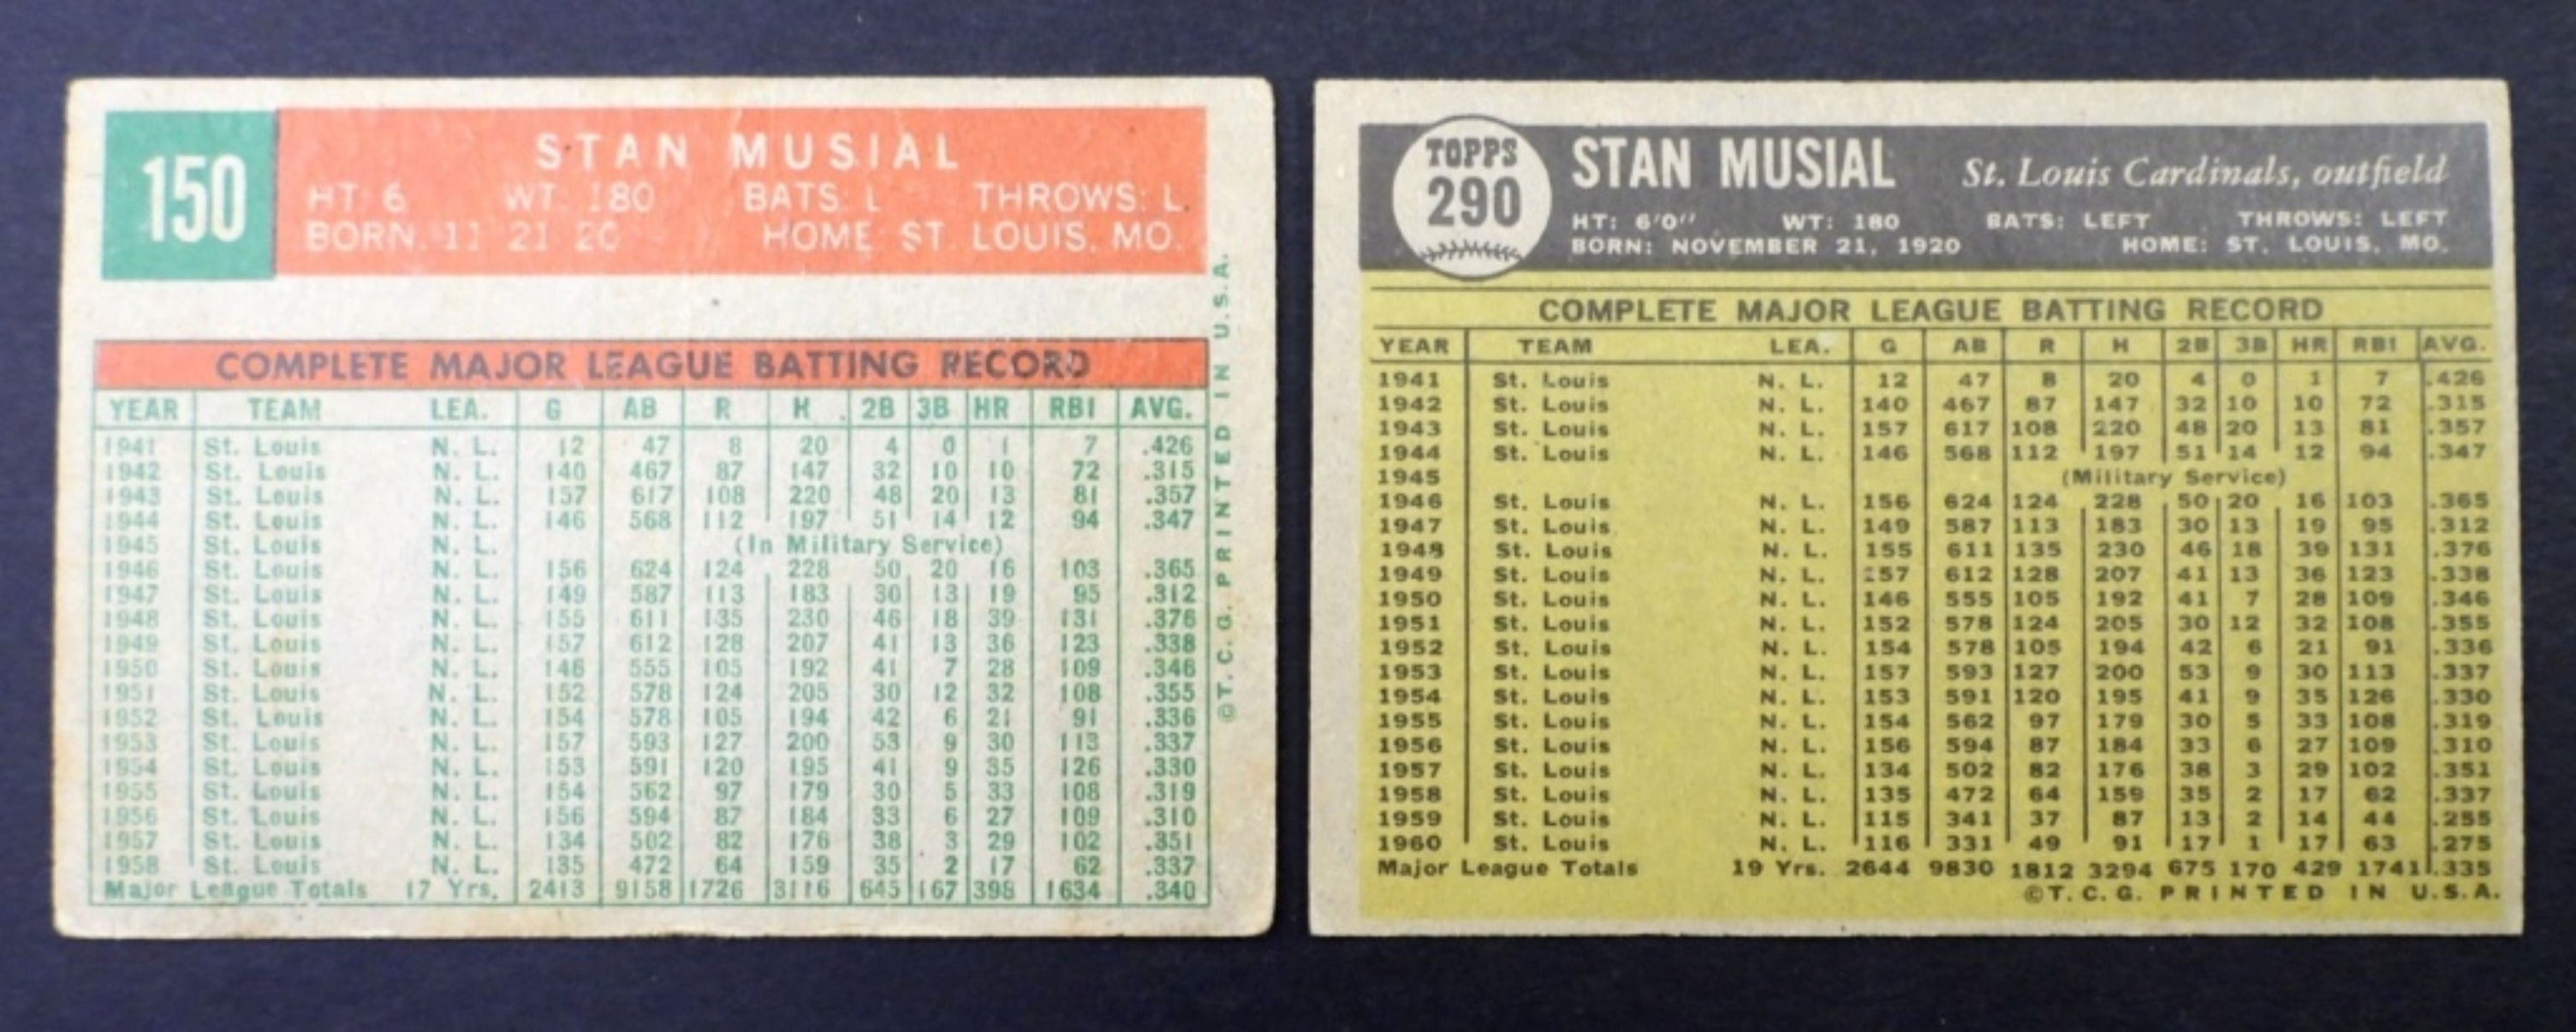 150
STAN MUSIAL
HT: 6 WT: 180 BATS: L THROWS: L.
BORN: 11 21 20 HOME: ST. LOUIS, MO.
COMPLETE MAJOR LEAGUE BATTING RECORD
YEAR TEAM LEA. G AB R H 2B 3B HR RBI AVG.
1941 St. Louis N. L. 12 47 8 20 4 0 1 7 .426
1942 St. Louis N. L. 140 467 87 147 32 10 10 72 .315
1943 St. Louis N. L. 157 617 108 220 48 20 13 81 .357
1944 St. Louis N. L. 146 568 112 197 51 14 12 94 .347
1945 St. Louis N. L. (In Military Service)
1946 St. Louis N. L. 156 624 124 228 50 20 16 103 .365
1947 St. Louis N. L. 149 587 113 183 30 13 19 95 .312
1948 St. Louis N. L. 155 611 135 230 46 18 39 131 .376
1949 St. Louis N. L. 157 612 128 207 41 13 36 123 .338
1950 St. Louis N. L. 146 555 105 192 41 7 28 109 .346
1951 St. Louis N. L. 152 578 124 205 30 12 32 108 .355
1952 St. Louis N. L. 154 578 105 194 42 6 21 91 .336
1953 St. Louis N. L. 157 593 127 200 53 9 30 113 .337
1954 St. Louis N. L. 153 591 120 195 41 9 35 126 .330
1955 St. Louis N. L. 154 562 97 179 30 5 33 108 .319
1956 St. Louis N. L. 156 594 87 184 33 6 27 109 .310
1957 St. Louis N. L. 134 502 82 176 38 3 29 102 .351
1958 St. Louis N. L. 135 472 64 159 35 2 17 62 .337
Major League Totals 17 Yrs. 2413 9158 1726 3116 645 167 398 1634 .340
©T. C. G. PRINTED IN U.S.A.
TOPPS
290
STAN MUSIAL St. Louis Cardinals, outfield
HT: 6'0" WT: 180 BATS: LEFT THROWS: LEFT
BORN: NOVEMBER 21, 1920 HOME: ST. LOUIS, MO.
COMPLETE MAJOR LEAGUE BATTING RECORD
YEAR TEAM LEA. G AB R H 2B 3B HR RBI AVG.
1941 St. Louis N. L. 12 47 8 20 4 0 1 7 .426
1942 St. Louis N. L. 140 467 87 147 32 10 10 72 .315
1943 St. Louis N. L. 157 617 108 220 48 20 13 81 .357
1944 St. Louis N. L. 146 568 112 197 51 14 12 94 .347
1945 (Military Service)
1946 St. Louis N. L. 156 624 124 228 50 20 16 103 .365
1947 St. Louis N. L. 149 587 113 183 30 13 19 95 .312
1948 St. Louis N. L. 155 611 135 230 46 18 39 131 .376
1949 St. Louis N. L. 157 612 128 207 41 13 36 123 .338
1950 St. Louis N. L. 146 555 105 192 41 7 28 109 .346
1951 St. Louis N. L. 152 578 124 205 30 12 32 108 .355
1952 St. Louis N. L. 154 578 105 194 42 6 21 91 .336
1953 St. Louis N. L. 157 593 127 200 53 9 30 113 .337
1954 St. Louis N. L. 153 591 120 195 41 9 35 126 .330
1955 St. Louis N. L. 154 562 97 179 30 5 33 108 .319
1956 St. Louis N. L. 156 594 87 184 33 6 27 109 .310
1957 St. Louis N. L. 134 502 82 176 38 3 29 102 .351
1958 St. Louis N. L. 135 472 64 159 35 2 17 62 .337
1959 St. Louis N. L. 115 341 37 87 13 2 14 44 .255
1960 St. Louis N. L. 116 331 49 91 17 1 17 63 .275
Major League Totals 19 Yrs. 2644 9830 1812 3294 675 170 429 1741 .335
©T. C. G. PRINTED IN U.S.A.